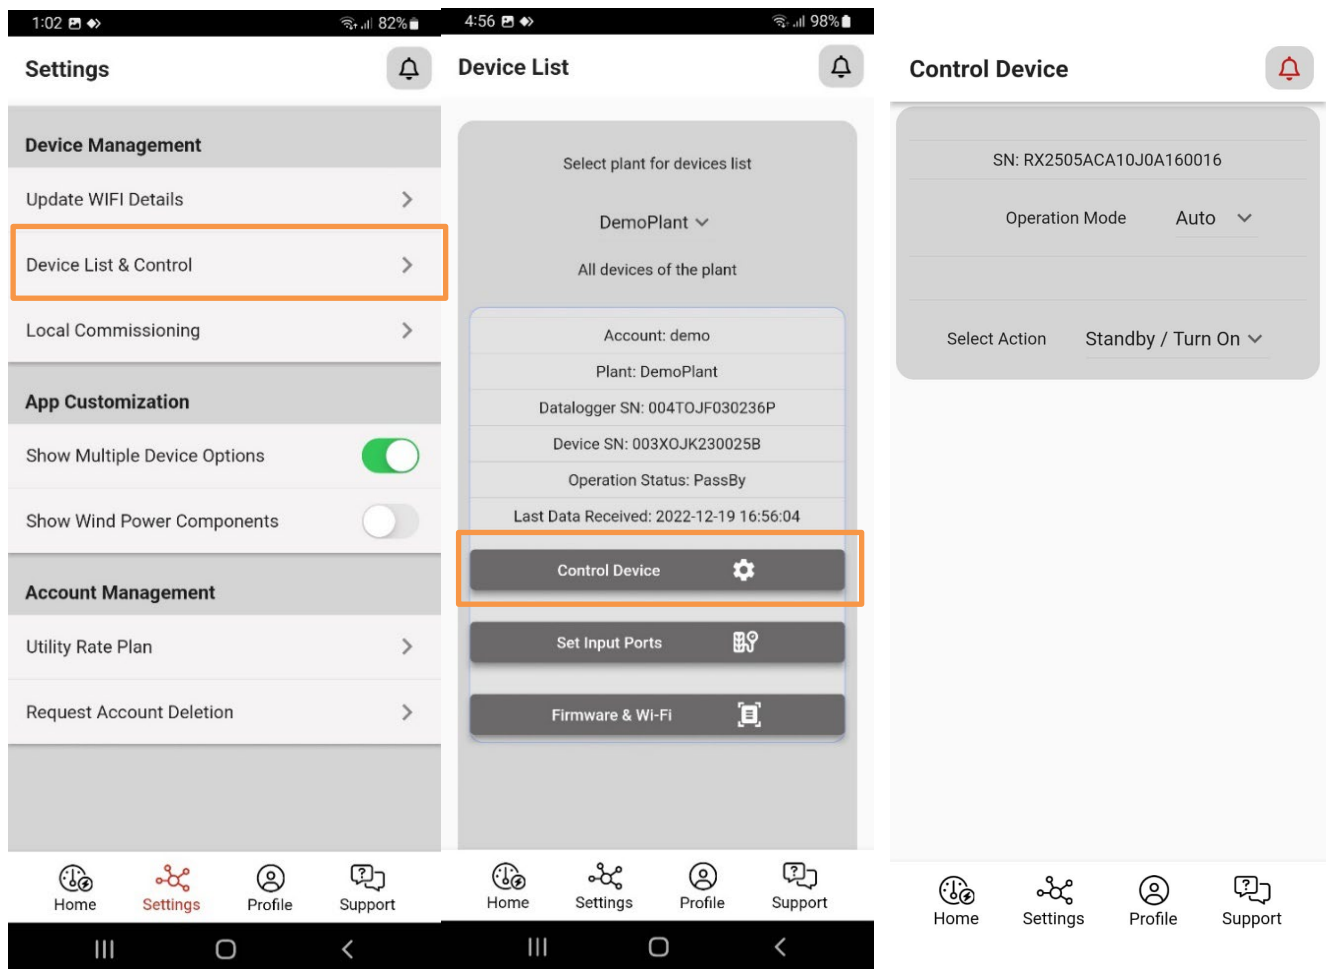 1:02
82%
Settings
Device Management
Update WIFI Details
Device List & Control
Local Commissioning
App Customization
Show Multiple Device Options
Show Wind Power Components
Account Management
Utility Rate Plan
Request Account Deletion
Home Settings Profile Support
4:56
98%
Device List
Select plant for devices list
DemoPlant
All devices of the plant
Account: demo
Plant: DemoPlant
Datalogger SN: 004TOJF030236P
Device SN: 003XOJK230025B
Operation Status: PassBy
Last Data Received: 2022-12-19 16:56:04
Control Device
Set Input Ports
Firmware & Wi-Fi
Home Settings Profile Support
Control Device
SN: RX2505ACA10J0A160016
Operation Mode Auto
Select Action Standby / Turn On
Home Settings Profile Support